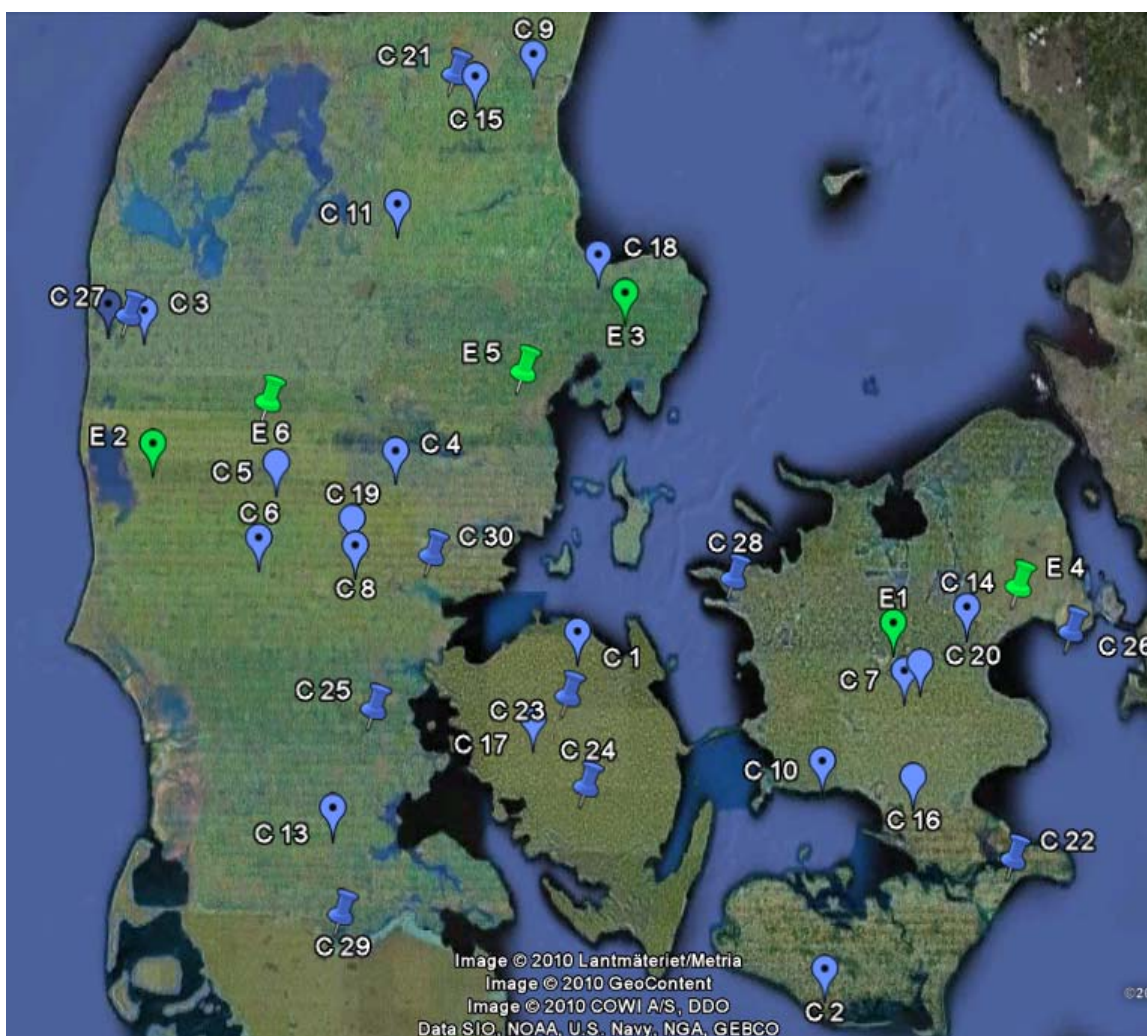 C 9
C 21
C 15
C 11
C 18
C 27
C 3
E 3
E 5
E 6
E 2
C 4
C 5
C 19
C 6
C 30
C 8
C 28
E 4
C 14
E1
C 26
C 1
C 20
C 7
C 25
C 23
C 17
C 24
C 10
C 16
C 13
C 22
C 29
Image © 2010 Lantmäteriet/Metria
Image © 2010 GeoContent
C 2
Image © 2010 COWI A/S, DDO
Data SIO, NOAA, U.S. Navy, NGA, GEBCO